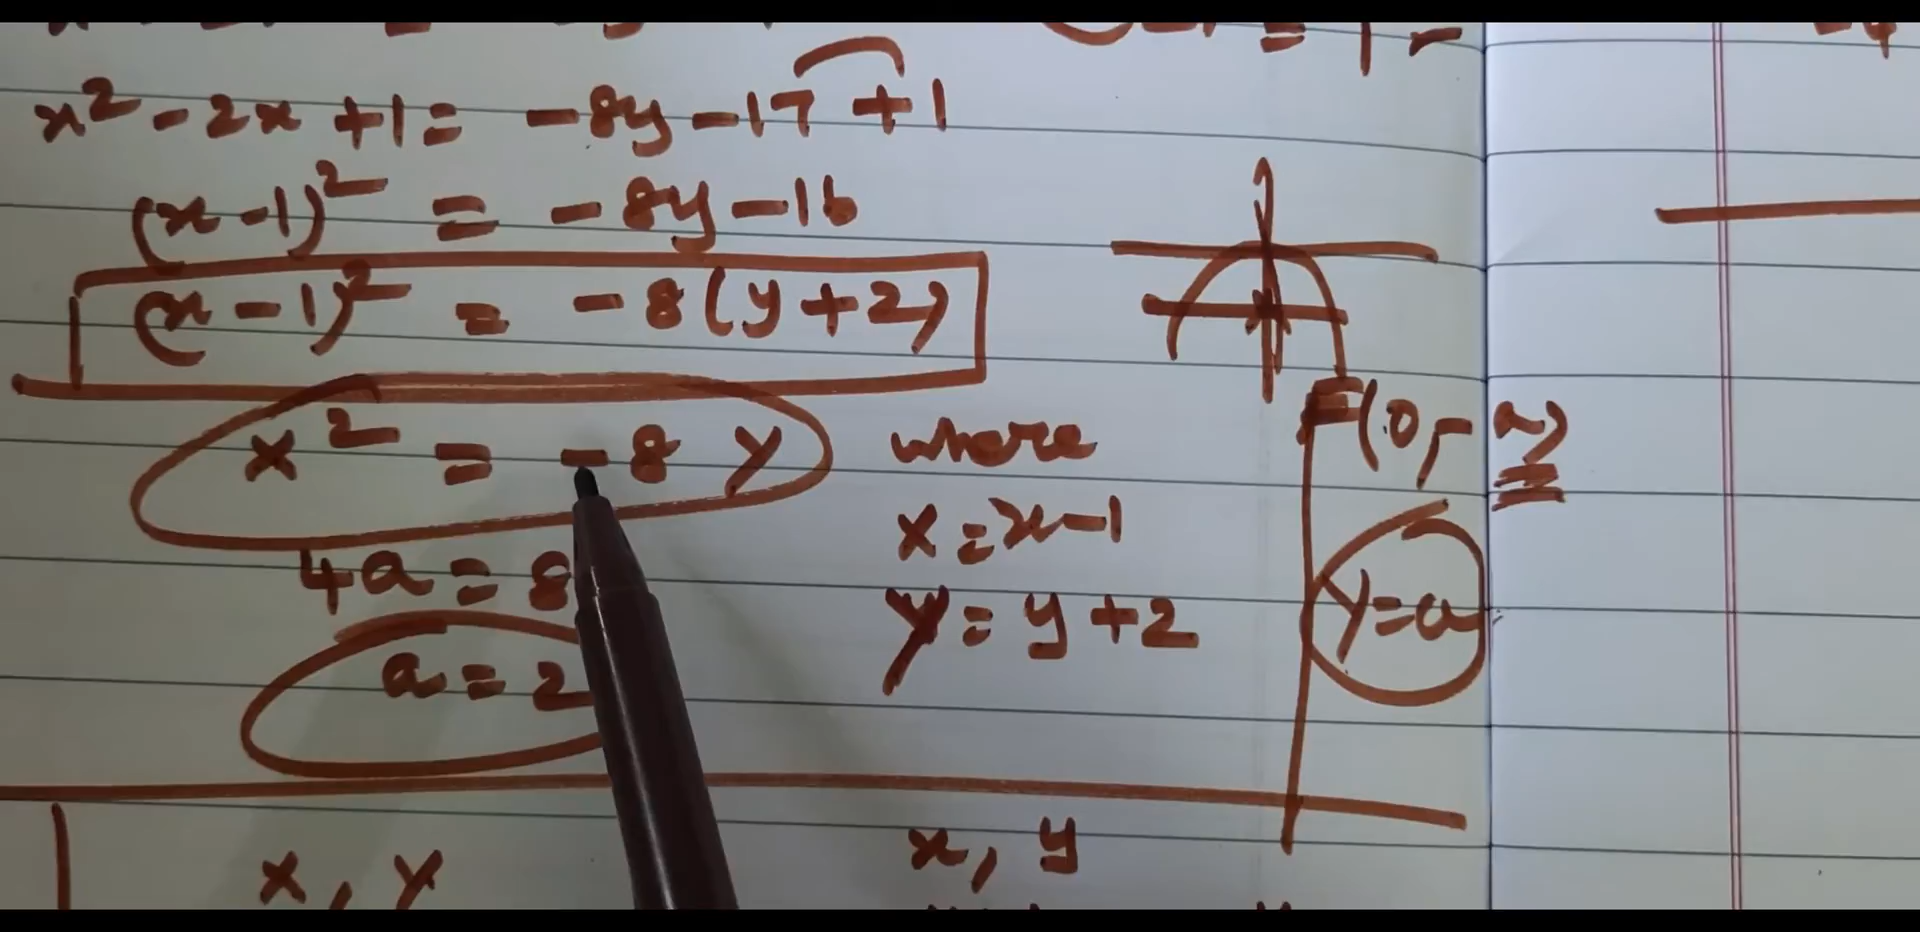 x² - 2x + 1 = -8y - 17 + 1
(x - 1)² = -8y - 16
(x - 1)² = -8(y + 2)
X² = -8 Y where
4a = 8
a = 2
X = x - 1
Y = y + 2
F(0, -a)
Y = a
X, Y
x, y